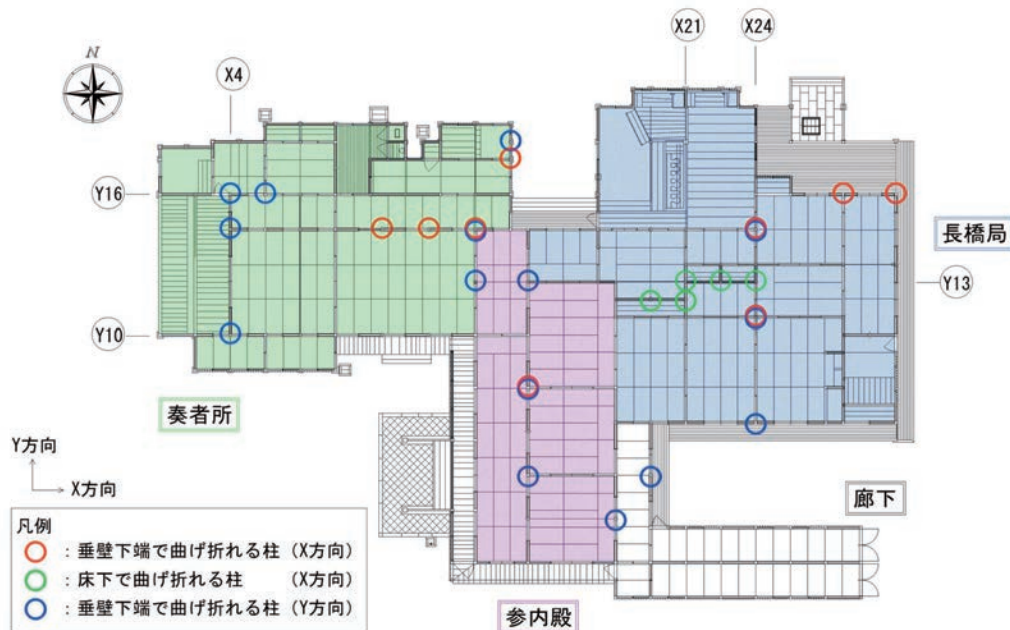 X21
X24
N
X4
Y16
長橋局
Y13
Y10
奏者所
Y方向
X方向
廊下
凡例
：垂壁下端で曲げ折れる柱（X方向）
：床下で曲げ折れる柱　　（X方向）
：垂壁下端で曲げ折れる柱（Y方向）
参内殿